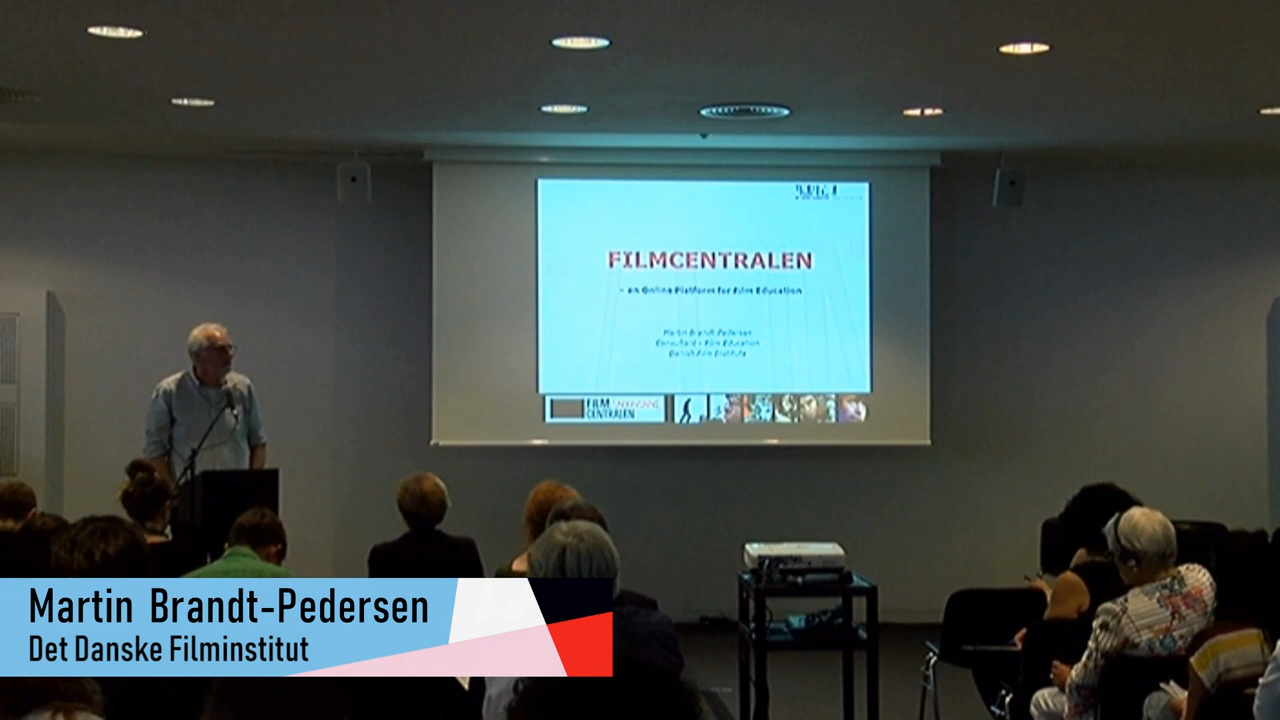 FILMCENTRALEN
– an Online Platform for Film Education
Martin Brandt-Pedersen
Consultant – Film Education
Danish Film Institute
FILM
CENTRALEN
Martin Brandt-Pedersen
Det Danske Filminstitut